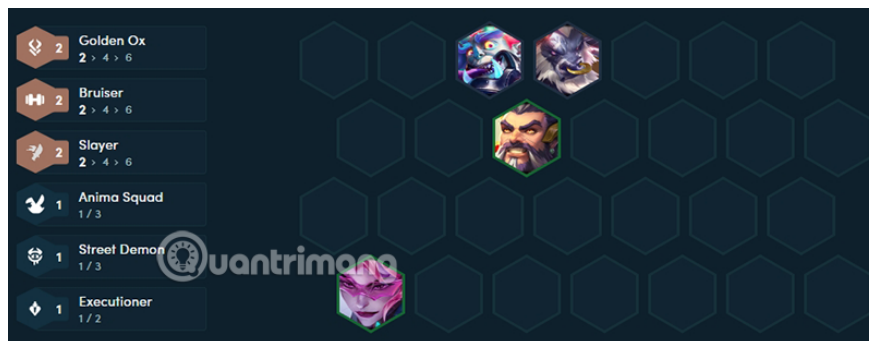 2 Golden Ox
2 > 4 > 6
2 Bruiser
2 > 4 > 6
2 Slayer
2 > 4 > 6
1 Anima Squad
1 / 3
1 Street Demon
1 / 3
Quantrimang
1 Executioner
1 / 2